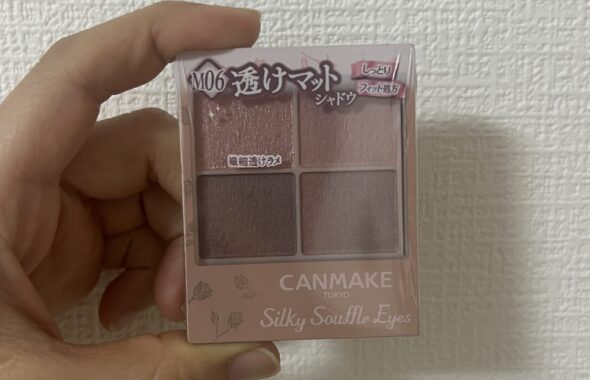 M06 透けマット
シャドウ
しっとり
フィット処方
繊細透けラメ
CANMAKE
TOKYO
Silky Souffle Eyes